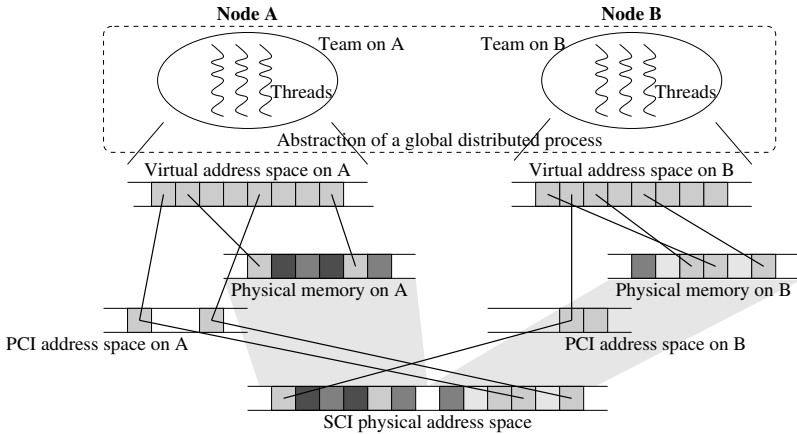 Node A
Node B
Team on A
Team on B
Threads
Threads
Abstraction of a global distributed process
Virtual address space on A
Virtual address space on B
Physical memory on A
Physical memory on B
PCI address space on A
PCI address space on B
SCI physical address space